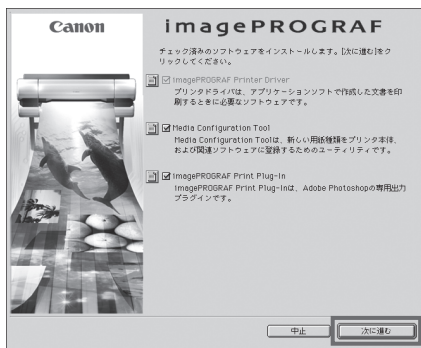 Canon
imagePROGRAF
チェック済みのソフトウェアをインストールします。[次に進む]をク
リックしてください。
imagePROGRAF Printer Driver
プリンタドライバは、アプリケーションソフトで作成した文書を印
刷するときに必要なソフトウェアです。
Media Configuration Tool
Media Configuration Toolは、新しい用紙種類をプリンタ本体、
および関連ソフトウェアに登録するためのユーティリティです。
imagePROGRAF Print Plug-In
imagePROGRAF Print Plug-Inは、Adobe Photoshopの専用出力
プラグインです。
中止
次に進む